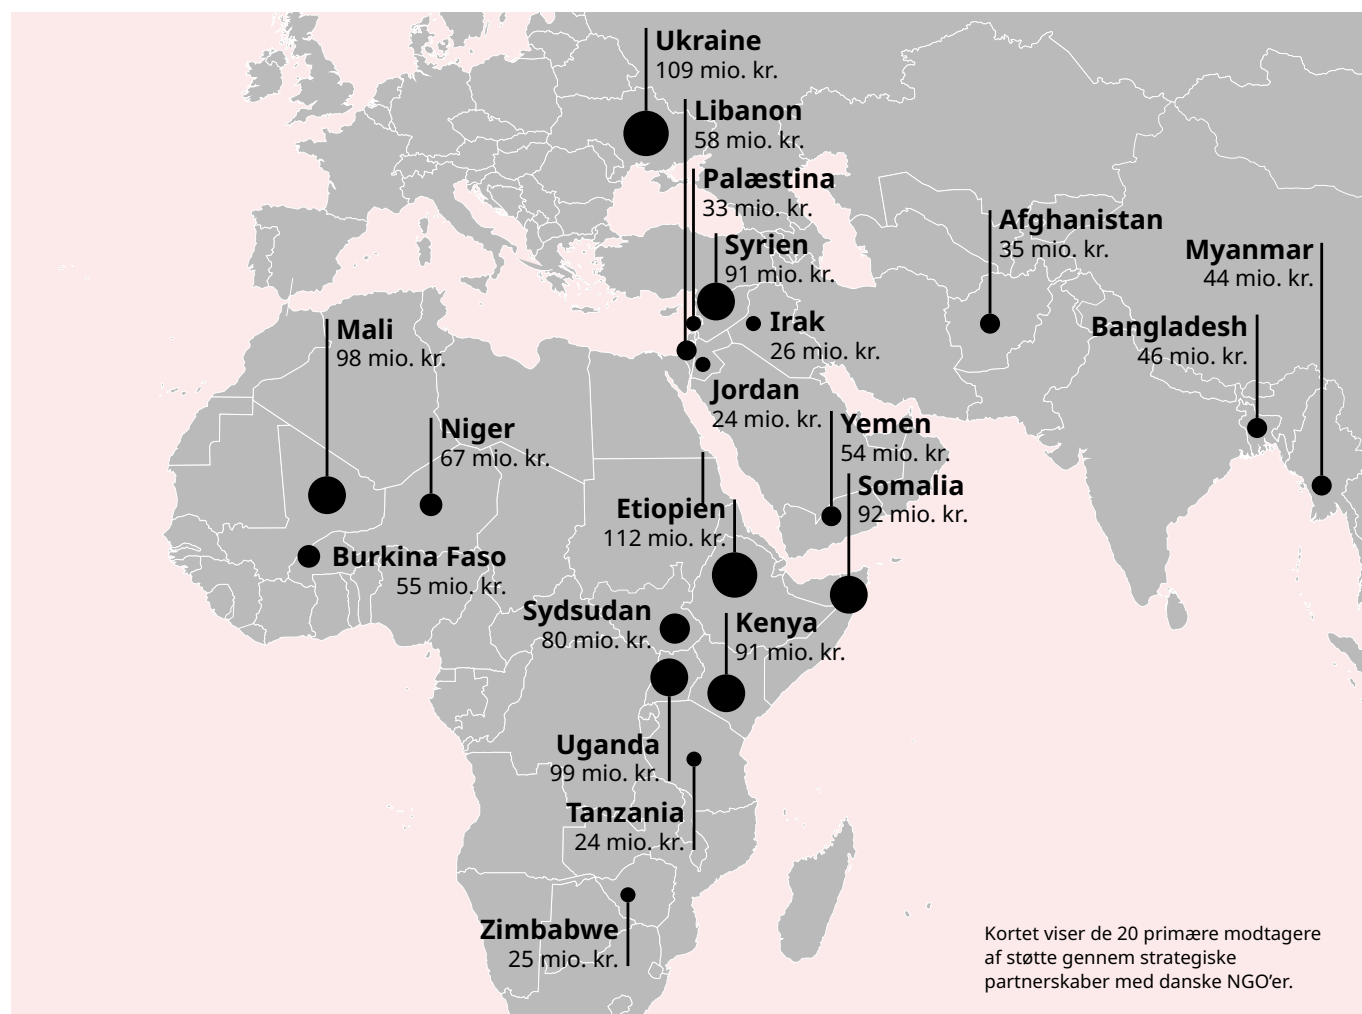 Ukraine
109 mio. kr.
Libanon
58 mio. kr.
Palæstina
33 mio. kr.
Syrien
91 mio. kr.
Afghanistan
35 mio. kr.
Myanmar
44 mio. kr.
Mali
98 mio. kr.
Irak
26 mio. kr.
Bangladesh
46 mio. kr.
Jordan
24 mio. kr.
Niger
67 mio. kr.
Yemen
54 mio. kr.
Somalia
92 mio. kr.
Etiopien
112 mio. kr.
Burkina Faso
55 mio. kr.
Sydsudan
80 mio. kr.
Kenya
91 mio. kr.
Uganda
99 mio. kr.
Tanzania
24 mio. kr.
Zimbabwe
25 mio. kr.
Kortet viser de 20 primære modtagere
af støtte gennem strategiske
partnerskaber med danske NGO’er.